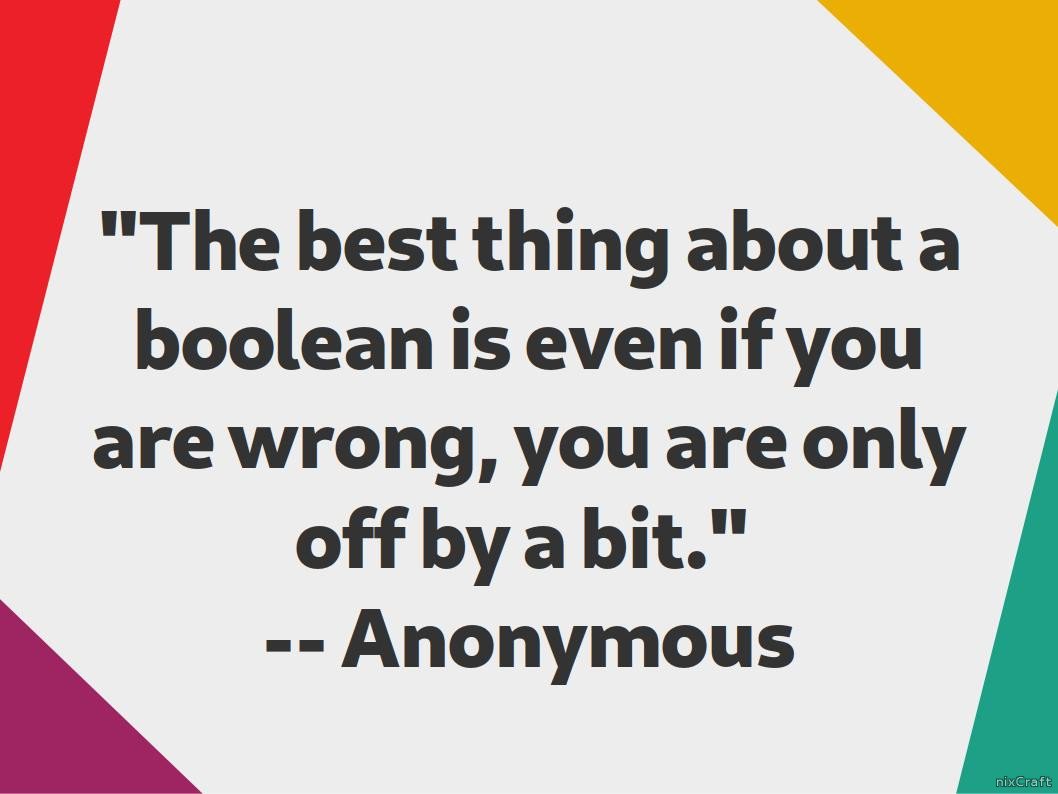 "The best thing about a
boolean is even if you
are wrong, you are only
off by a bit."
-- Anonymous
nixCraft